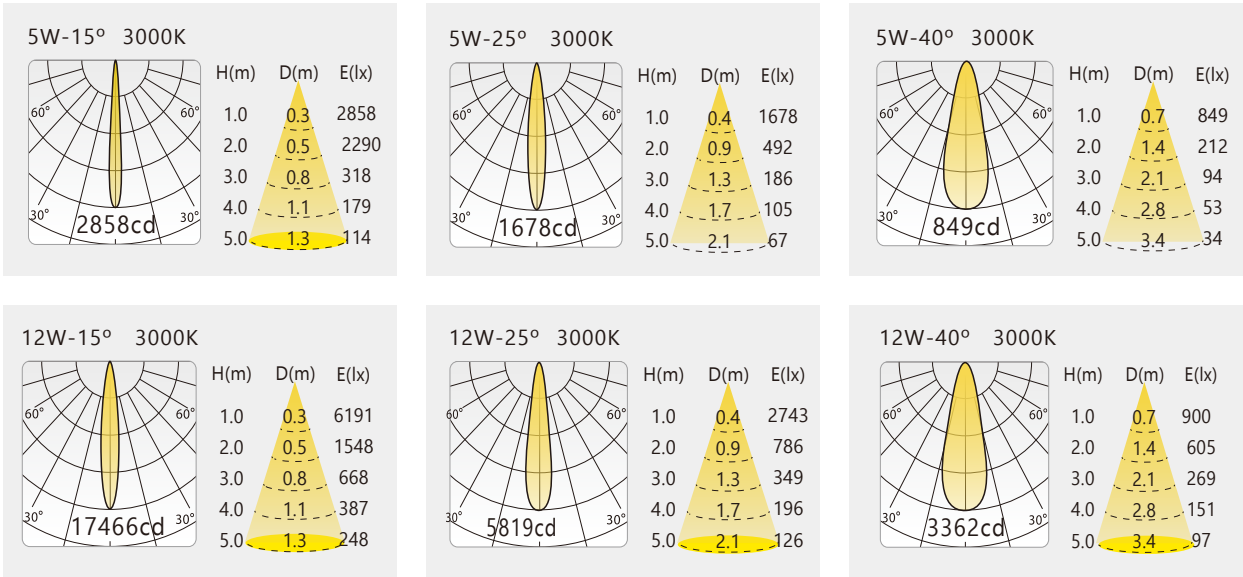 5W-15º 3000K
H(m) D(m) E(lx)
60°
1.0 0.3 2858
2.0 0.5 2290
3.0 0.8 318
4.0 1.1 179
30° 30°
2858cd
5.0 1.3 114
5W-25º 3000K
H(m) D(m) E(lx)
60° 60°
1.0 0.4 1678
2.0 0.9 492
3.0 1.3 186
4.0 1.7 105
30° 30°
1678cd
5.0 2.1 67
5W-40º 3000K
H(m) D(m) E(lx)
60° 60°
1.0 0.7 849
2.0 1.4 212
3.0 2.1 94
4.0 2.8 53
30° 30°
849cd
5.0 3.4 34
12W-15º 3000K
H(m) D(m) E(lx)
60° 60°
1.0 0.3 6191
2.0 0.5 1548
3.0 0.8 668
4.0 1.1 387
30° 30°
17466cd
5.0 1.3 248
12W-25º 3000K
H(m) D(m) E(lx)
60° 60°
1.0 0.4 2743
2.0 0.9 786
3.0 1.3 349
4.0 1.7 196
30° 30°
5819cd
5.0 2.1 126
12W-40º 3000K
H(m) D(m) E(lx)
60° 60°
1.0 0.7 900
2.0 1.4 605
3.0 2.1 269
4.0 2.8 151
30° 30°
3362cd
5.0 3.4 97